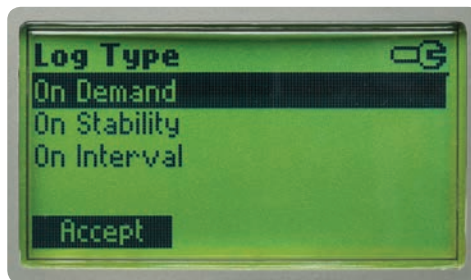 Log Type
On Demand
On Stability
On Interval
Accept